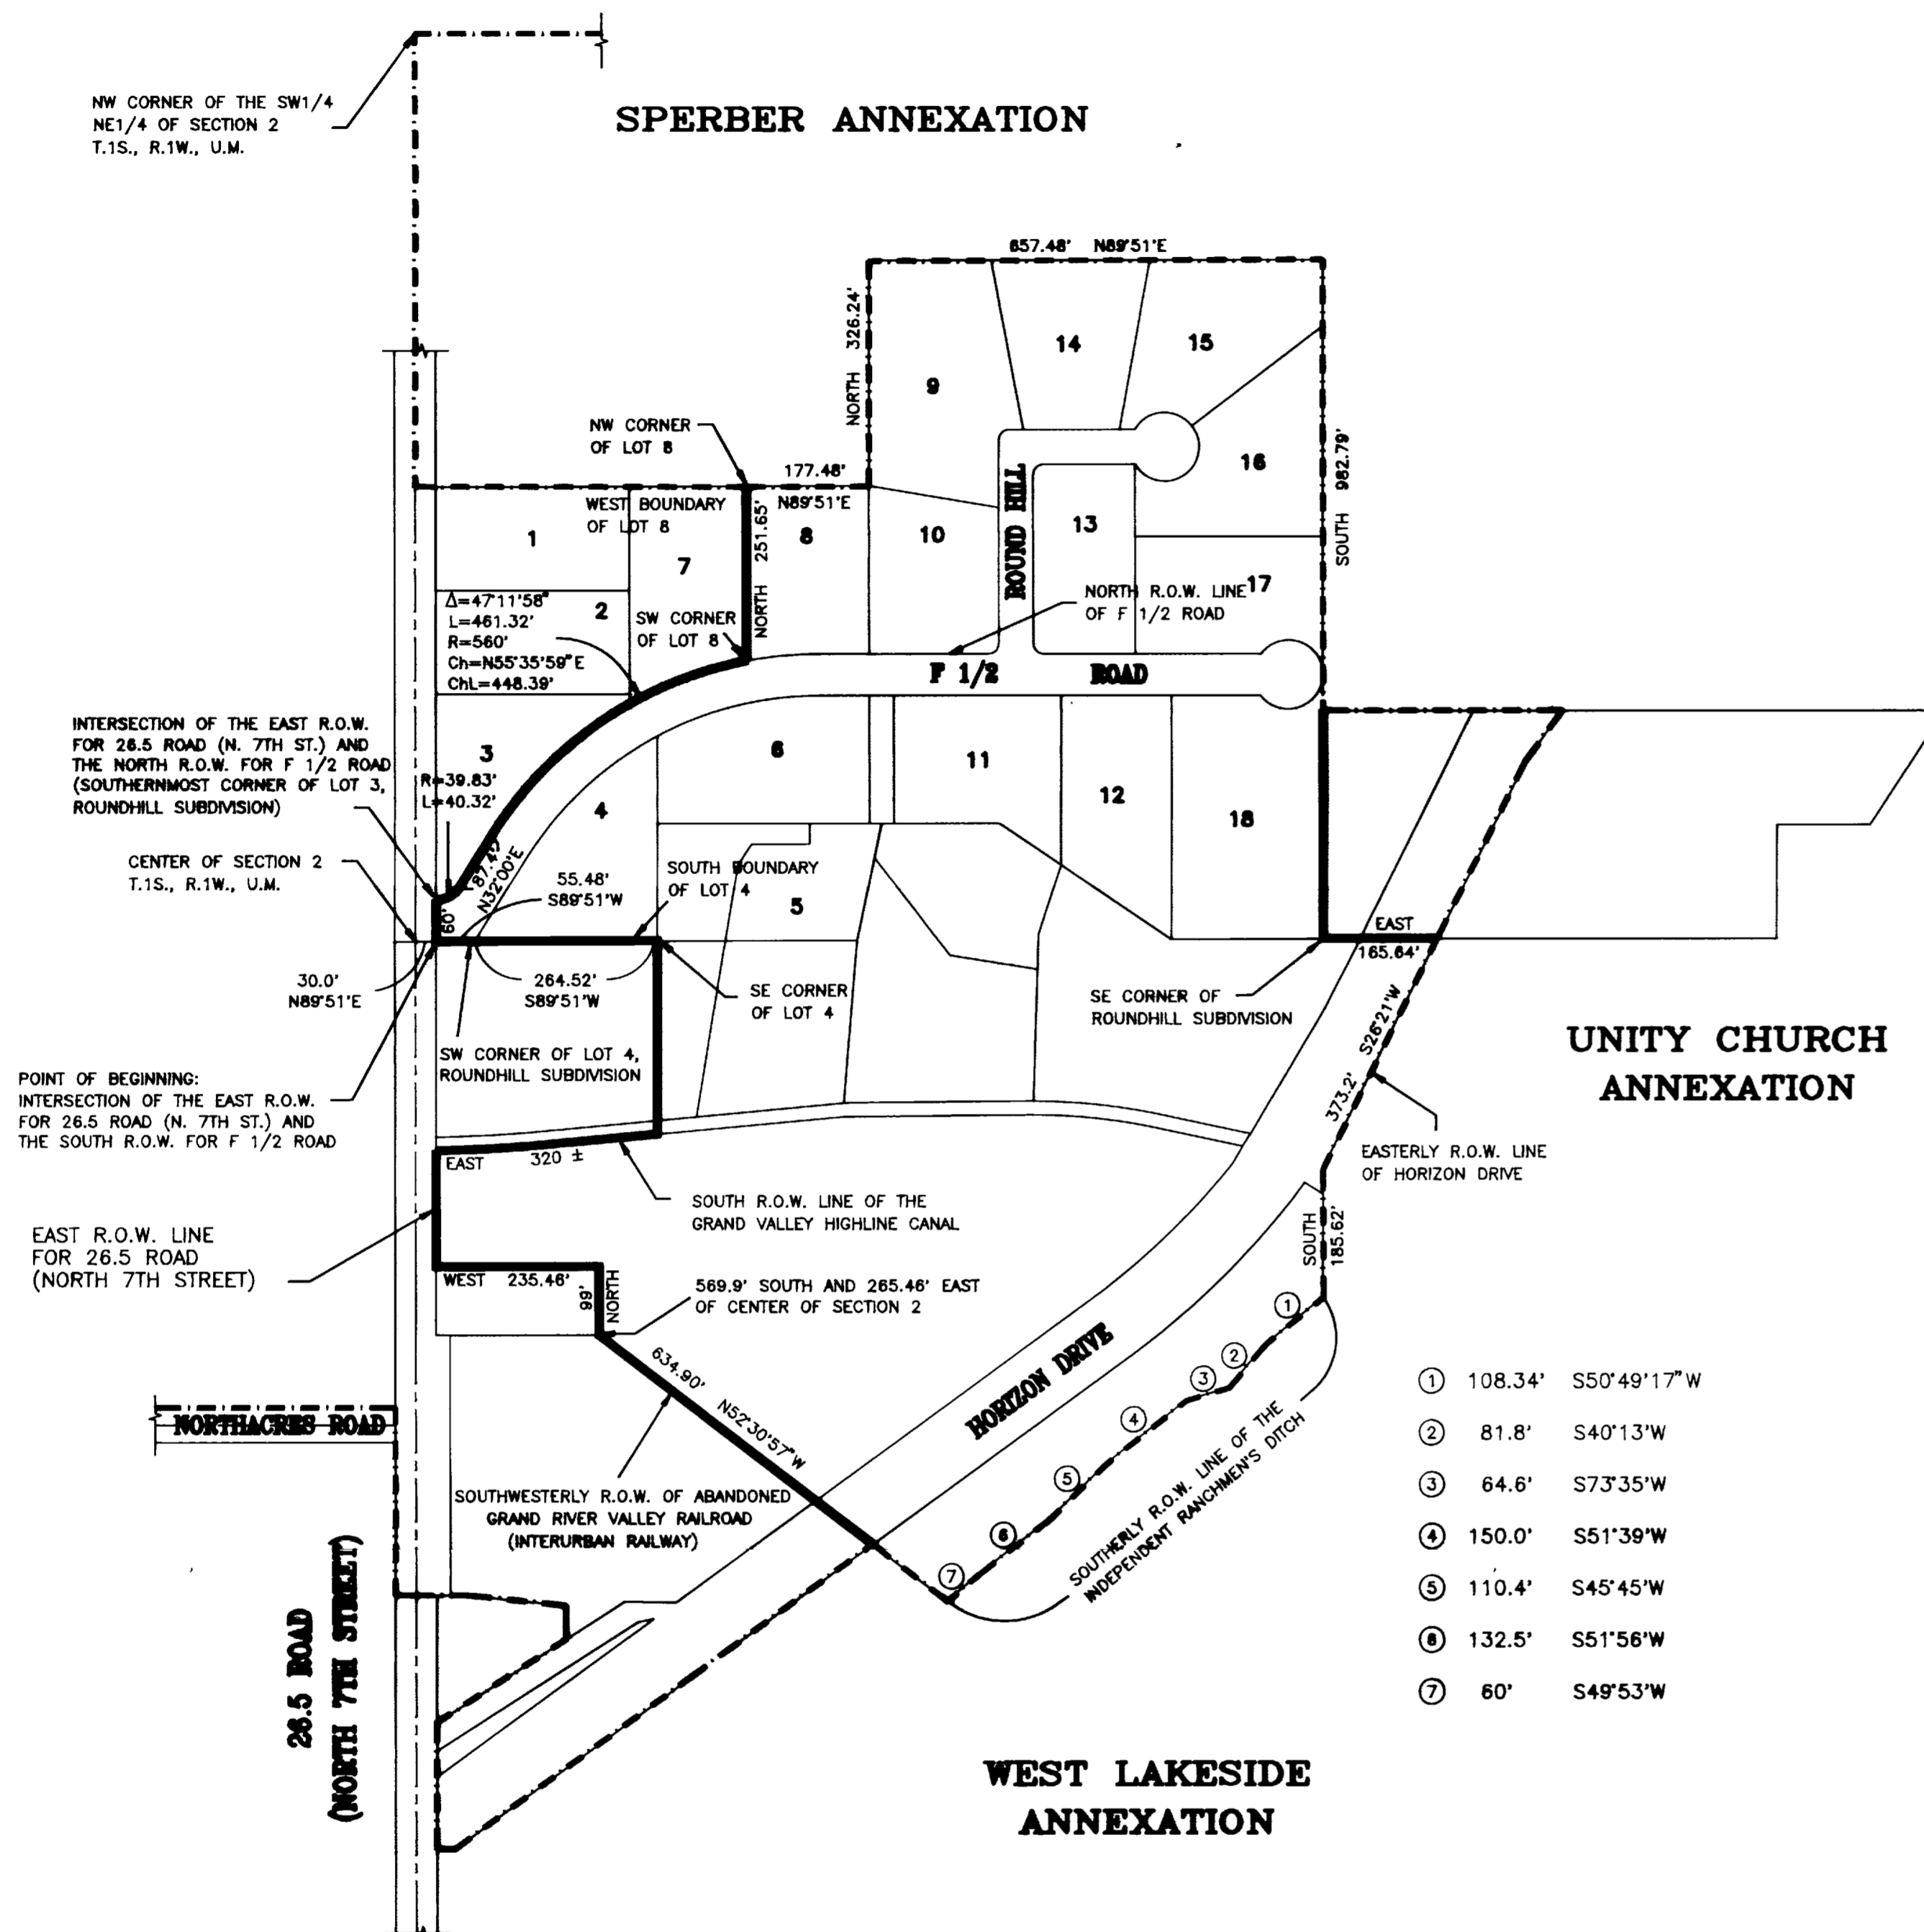 NW CORNER OF THE SW1/4
NE1/4 OF SECTION 2
T.1S., R.1W., U.M.
SPERBER ANNEXATION
657.48' N89°51'E
NORTH 326.24'
14
15
9
SOUTH 982.79'
16
NW CORNER
OF LOT 8
177.48'
N89°51'E
WEST BOUNDARY
OF LOT 8
1
7
NORTH 251.65'
8
10
ROUND HILL
13
17
NORTH R.O.W. LINE
OF F 1/2 ROAD
Δ=47°11'58"
L=461.32'
R=560'
Ch=N55°35'59"E
ChL=448.39'
2
SW CORNER
OF LOT 8
F 1/2 ROAD
INTERSECTION OF THE EAST R.O.W.
FOR 26.5 ROAD (N. 7TH ST.) AND
THE NORTH R.O.W. FOR F 1/2 ROAD
(SOUTHERNMOST CORNER OF LOT 3,
ROUNDHILL SUBDIVISION)
3
R=39.83'
L=40.32'
4
6
11
12
18
CENTER OF SECTION 2
T.1S., R.1W., U.M.
N32°00'E
60'
55.48'
S89°51'W
SOUTH BOUNDARY
OF LOT 4
5
EAST
165.64'
30.0'
N89°51'E
264.52'
S89°51'W
SE CORNER
OF LOT 4
SE CORNER OF
ROUNDHILL SUBDIVISION
SW CORNER OF LOT 4,
ROUNDHILL SUBDIVISION
UNITY CHURCH
ANNEXATION
POINT OF BEGINNING:
INTERSECTION OF THE EAST R.O.W.
FOR 26.5 ROAD (N. 7TH ST.) AND
THE SOUTH R.O.W. FOR F 1/2 ROAD
373.2' S26°21'W
EASTERLY R.O.W. LINE
OF HORIZON DRIVE
EAST 320 ±
SOUTH R.O.W. LINE OF THE
GRAND VALLEY HIGHLINE CANAL
EAST R.O.W. LINE
FOR 26.5 ROAD
(NORTH 7TH STREET)
SOUTH
185.62'
WEST 235.46'
99'
NORTH
569.9' SOUTH AND 265.46' EAST
OF CENTER OF SECTION 2
634.90' N52°30'57"W
HORIZON DRIVE
1
2
3
4
5
6
7
SOUTHERLY R.O.W. LINE OF THE
INDEPENDENT RANCHMEN'S DITCH
NORTHACRES ROAD
SOUTHWESTERLY R.O.W. OF ABANDONED
GRAND RIVER VALLEY RAILROAD
(INTERURBAN RAILWAY)
1 108.34' S50°49'17"W
2 81.8' S40°13'W
3 64.6' S73°35'W
4 150.0' S51°39'W
5 110.4' S45°45'W
6 132.5' S51°56'W
7 60' S49°53'W
26.5 ROAD
(NORTH 7TH STREET)
WEST LAKESIDE
ANNEXATION